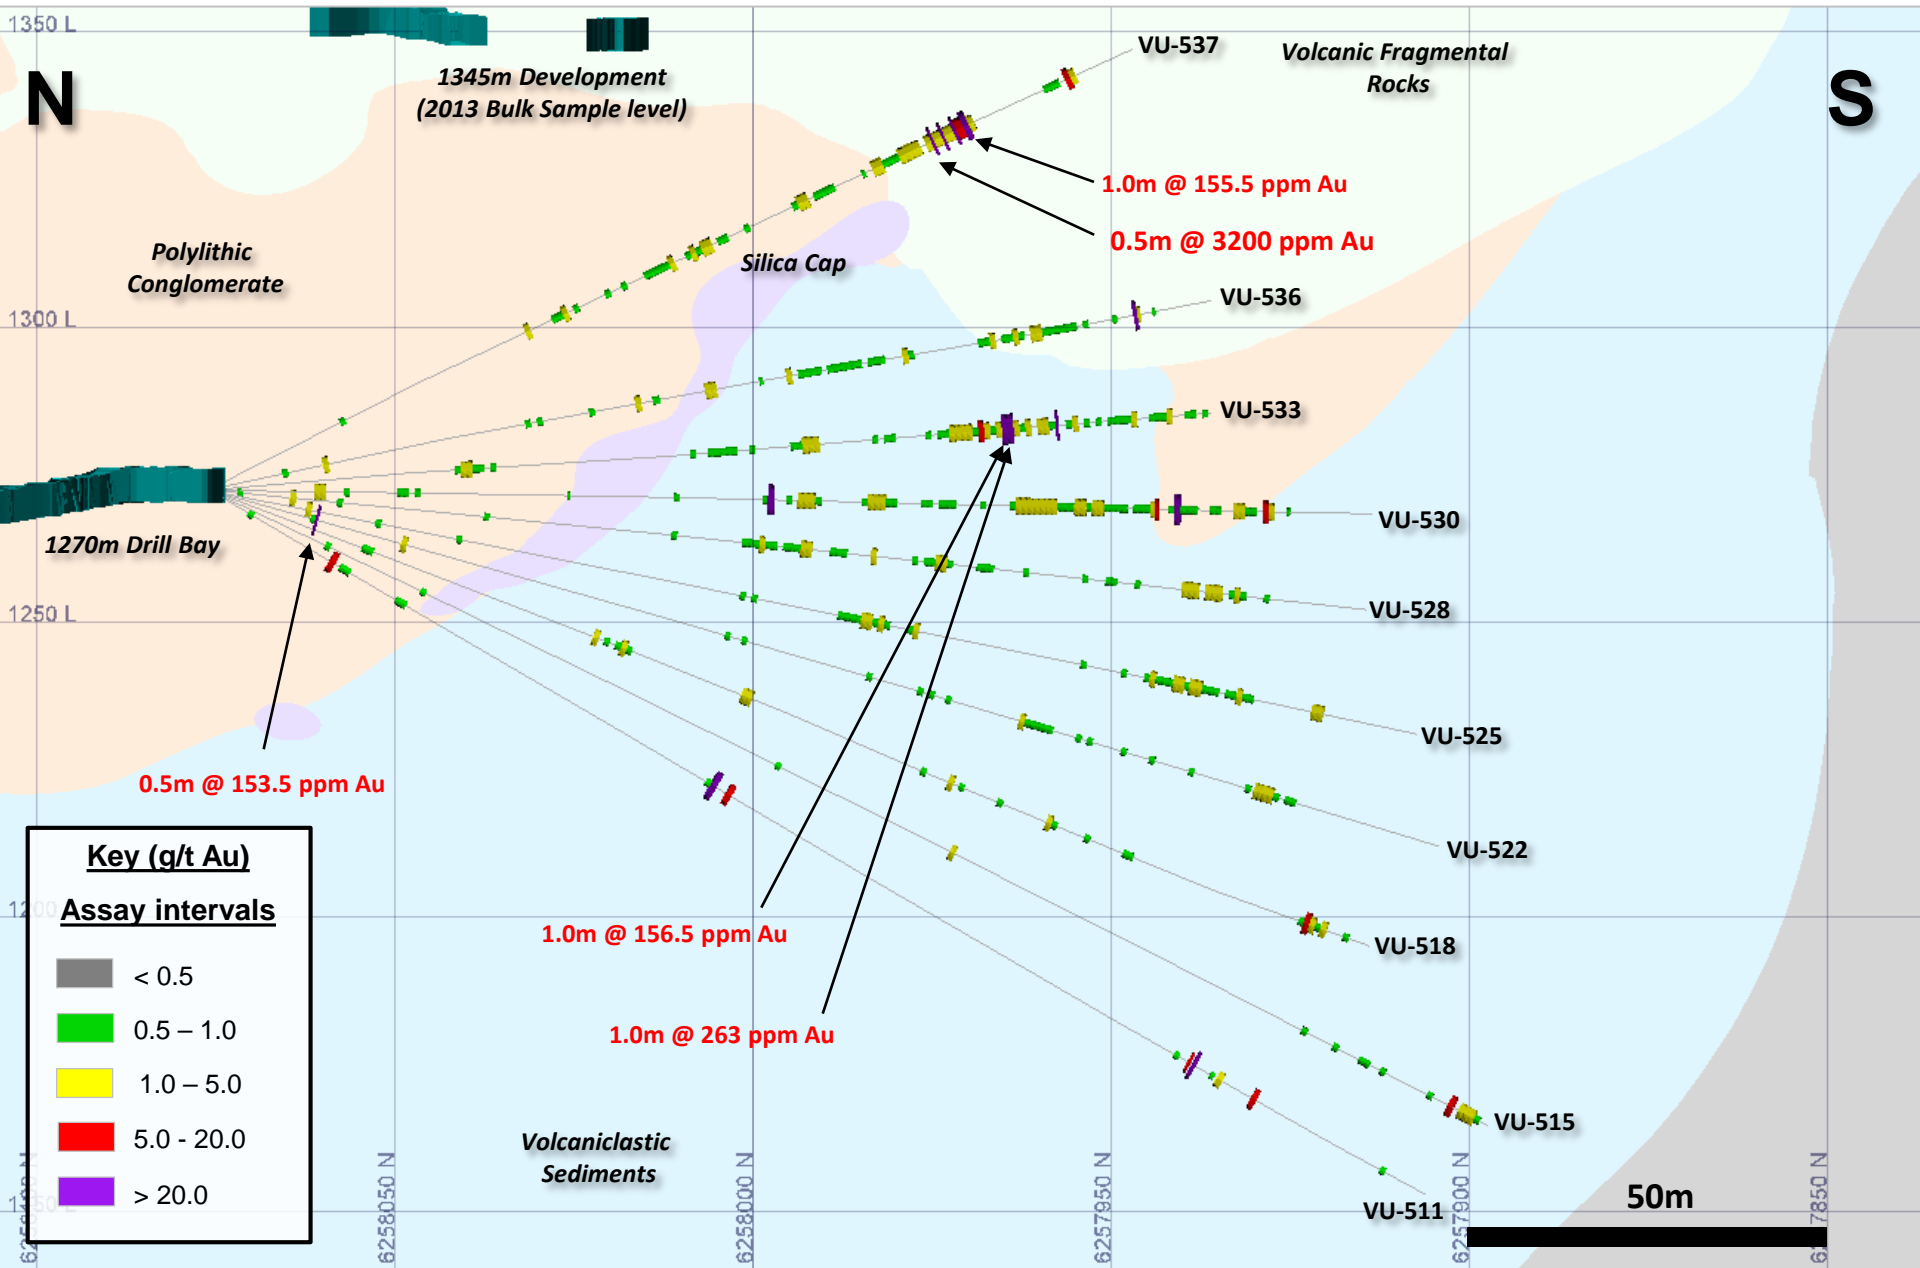 1350 L
N
1345m Development
(2013 Bulk Sample level)
VU-537
Volcanic Fragmental
Rocks
S
1.0m @ 155.5 ppm Au
0.5m @ 3200 ppm Au
Polylithic
Conglomerate
Silica Cap
VU-536
1300 L
VU-533
1270m Drill Bay
VU-530
VU-528
1250 L
VU-525
0.5m @ 153.5 ppm Au
VU-522
Key (g/t Au)
Assay intervals
< 0.5
0.5 – 1.0
1.0 – 5.0
5.0 - 20.0
> 20.0
1200
1.0m @ 156.5 ppm Au
VU-518
1.0m @ 263 ppm Au
VU-515
Volcaniclastic
Sediments
VU-511
50m
6258050 N
6258000 N
6257950 N
6257900 N
6257850 N